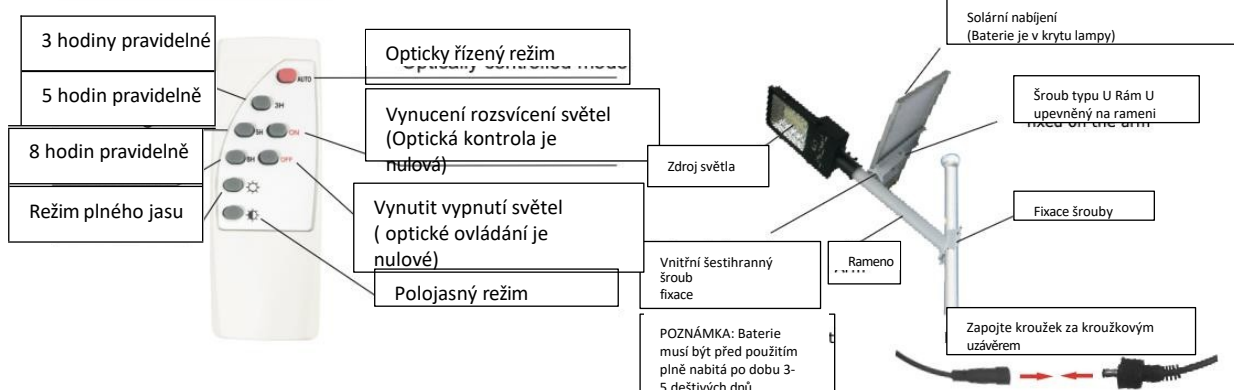 3 hodiny pravidelné
5 hodin pravidelně
8 hodin pravidelně
Režim plného jasu
AUTO
3H
5H ON
8H OFF
Opticky řízený režim
Vynucení rozsvícení světel
(Optická kontrola je
nulová)
Vynutit vypnutí světel
( optické ovládání je
nulové)
Polojasný režim
Solární nabíjení
(Baterie je v krytu lampy)
Šroub typu U Rám U
upevněný na rameni
fixed on the arm
Zdroj světla
Fixace šrouby
Rameno
Vnitřní šestihranný
šroub
fixace
POZNÁMKA: Baterie
musí být před použitím
plně nabitá po dobu 3-
5 deštivých dnů
Zapojte kroužek za kroužkovým
uzávěrem